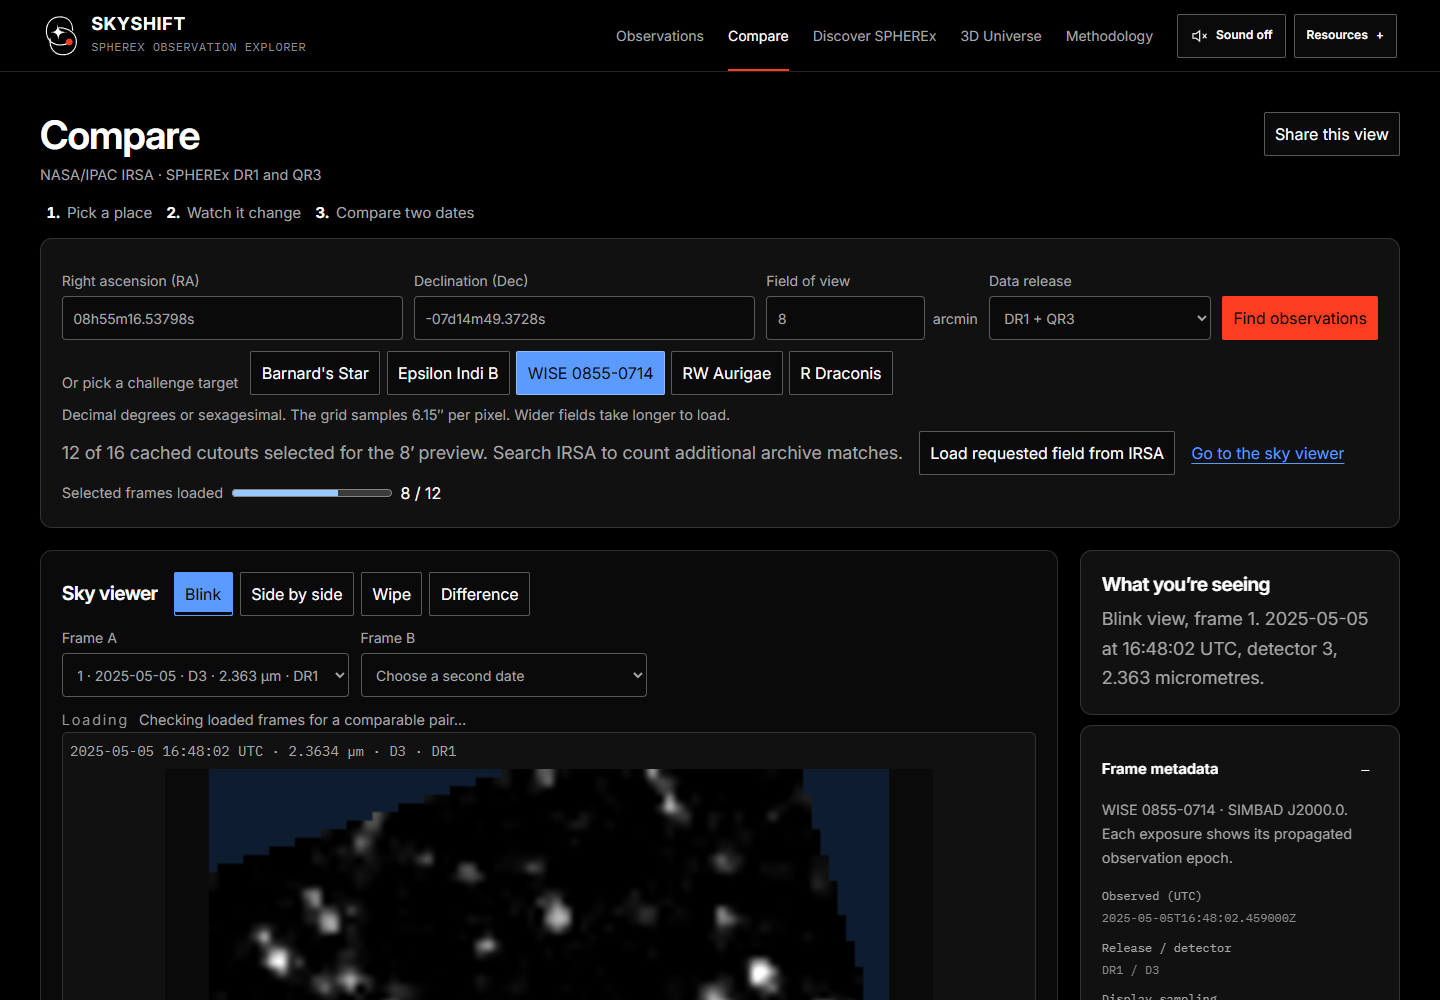 SKYSHIFT
SPHEREX OBSERVATION EXPLORER
Observations
Compare
Discover SPHEREx
3D Universe
Methodology
Sound off
Resources +
Compare
Share this view
NASA/IPAC IRSA · SPHEREx DR1 and QR3
1. Pick a place 2. Watch it change 3. Compare two dates
Right ascension (RA)
Declination (Dec)
Field of view
Data release
08h55m16.53798s
-07d14m49.3728s
8
arcmin
DR1 + QR3
Find observations
Or pick a challenge target
Barnard's Star
Epsilon Indi B
WISE 0855-0714
RW Aurigae
R Draconis
Decimal degrees or sexagesimal. The grid samples 6.15″ per pixel. Wider fields take longer to load.
12 of 16 cached cutouts selected for the 8′ preview. Search IRSA to count additional archive matches.
Load requested field from IRSA
Go to the sky viewer
Selected frames loaded
8 / 12
Sky viewer
Blink
Side by side
Wipe
Difference
Frame A
Frame B
1 · 2025-05-05 · D3 · 2.363 µm · DR1
Choose a second date
Loading Checking loaded frames for a comparable pair...
2025-05-05 16:48:02 UTC · 2.3634 µm · D3 · DR1
What you’re seeing
Blink view, frame 1. 2025-05-05
at 16:48:02 UTC, detector 3,
2.363 micrometres.
Frame metadata
–
WISE 0855-0714 · SIMBAD J2000.0.
Each exposure shows its propagated
observation epoch.
Observed (UTC)
2025-05-05T16:48:02.459000Z
Release / detector
DR1 / D3
Display sampling